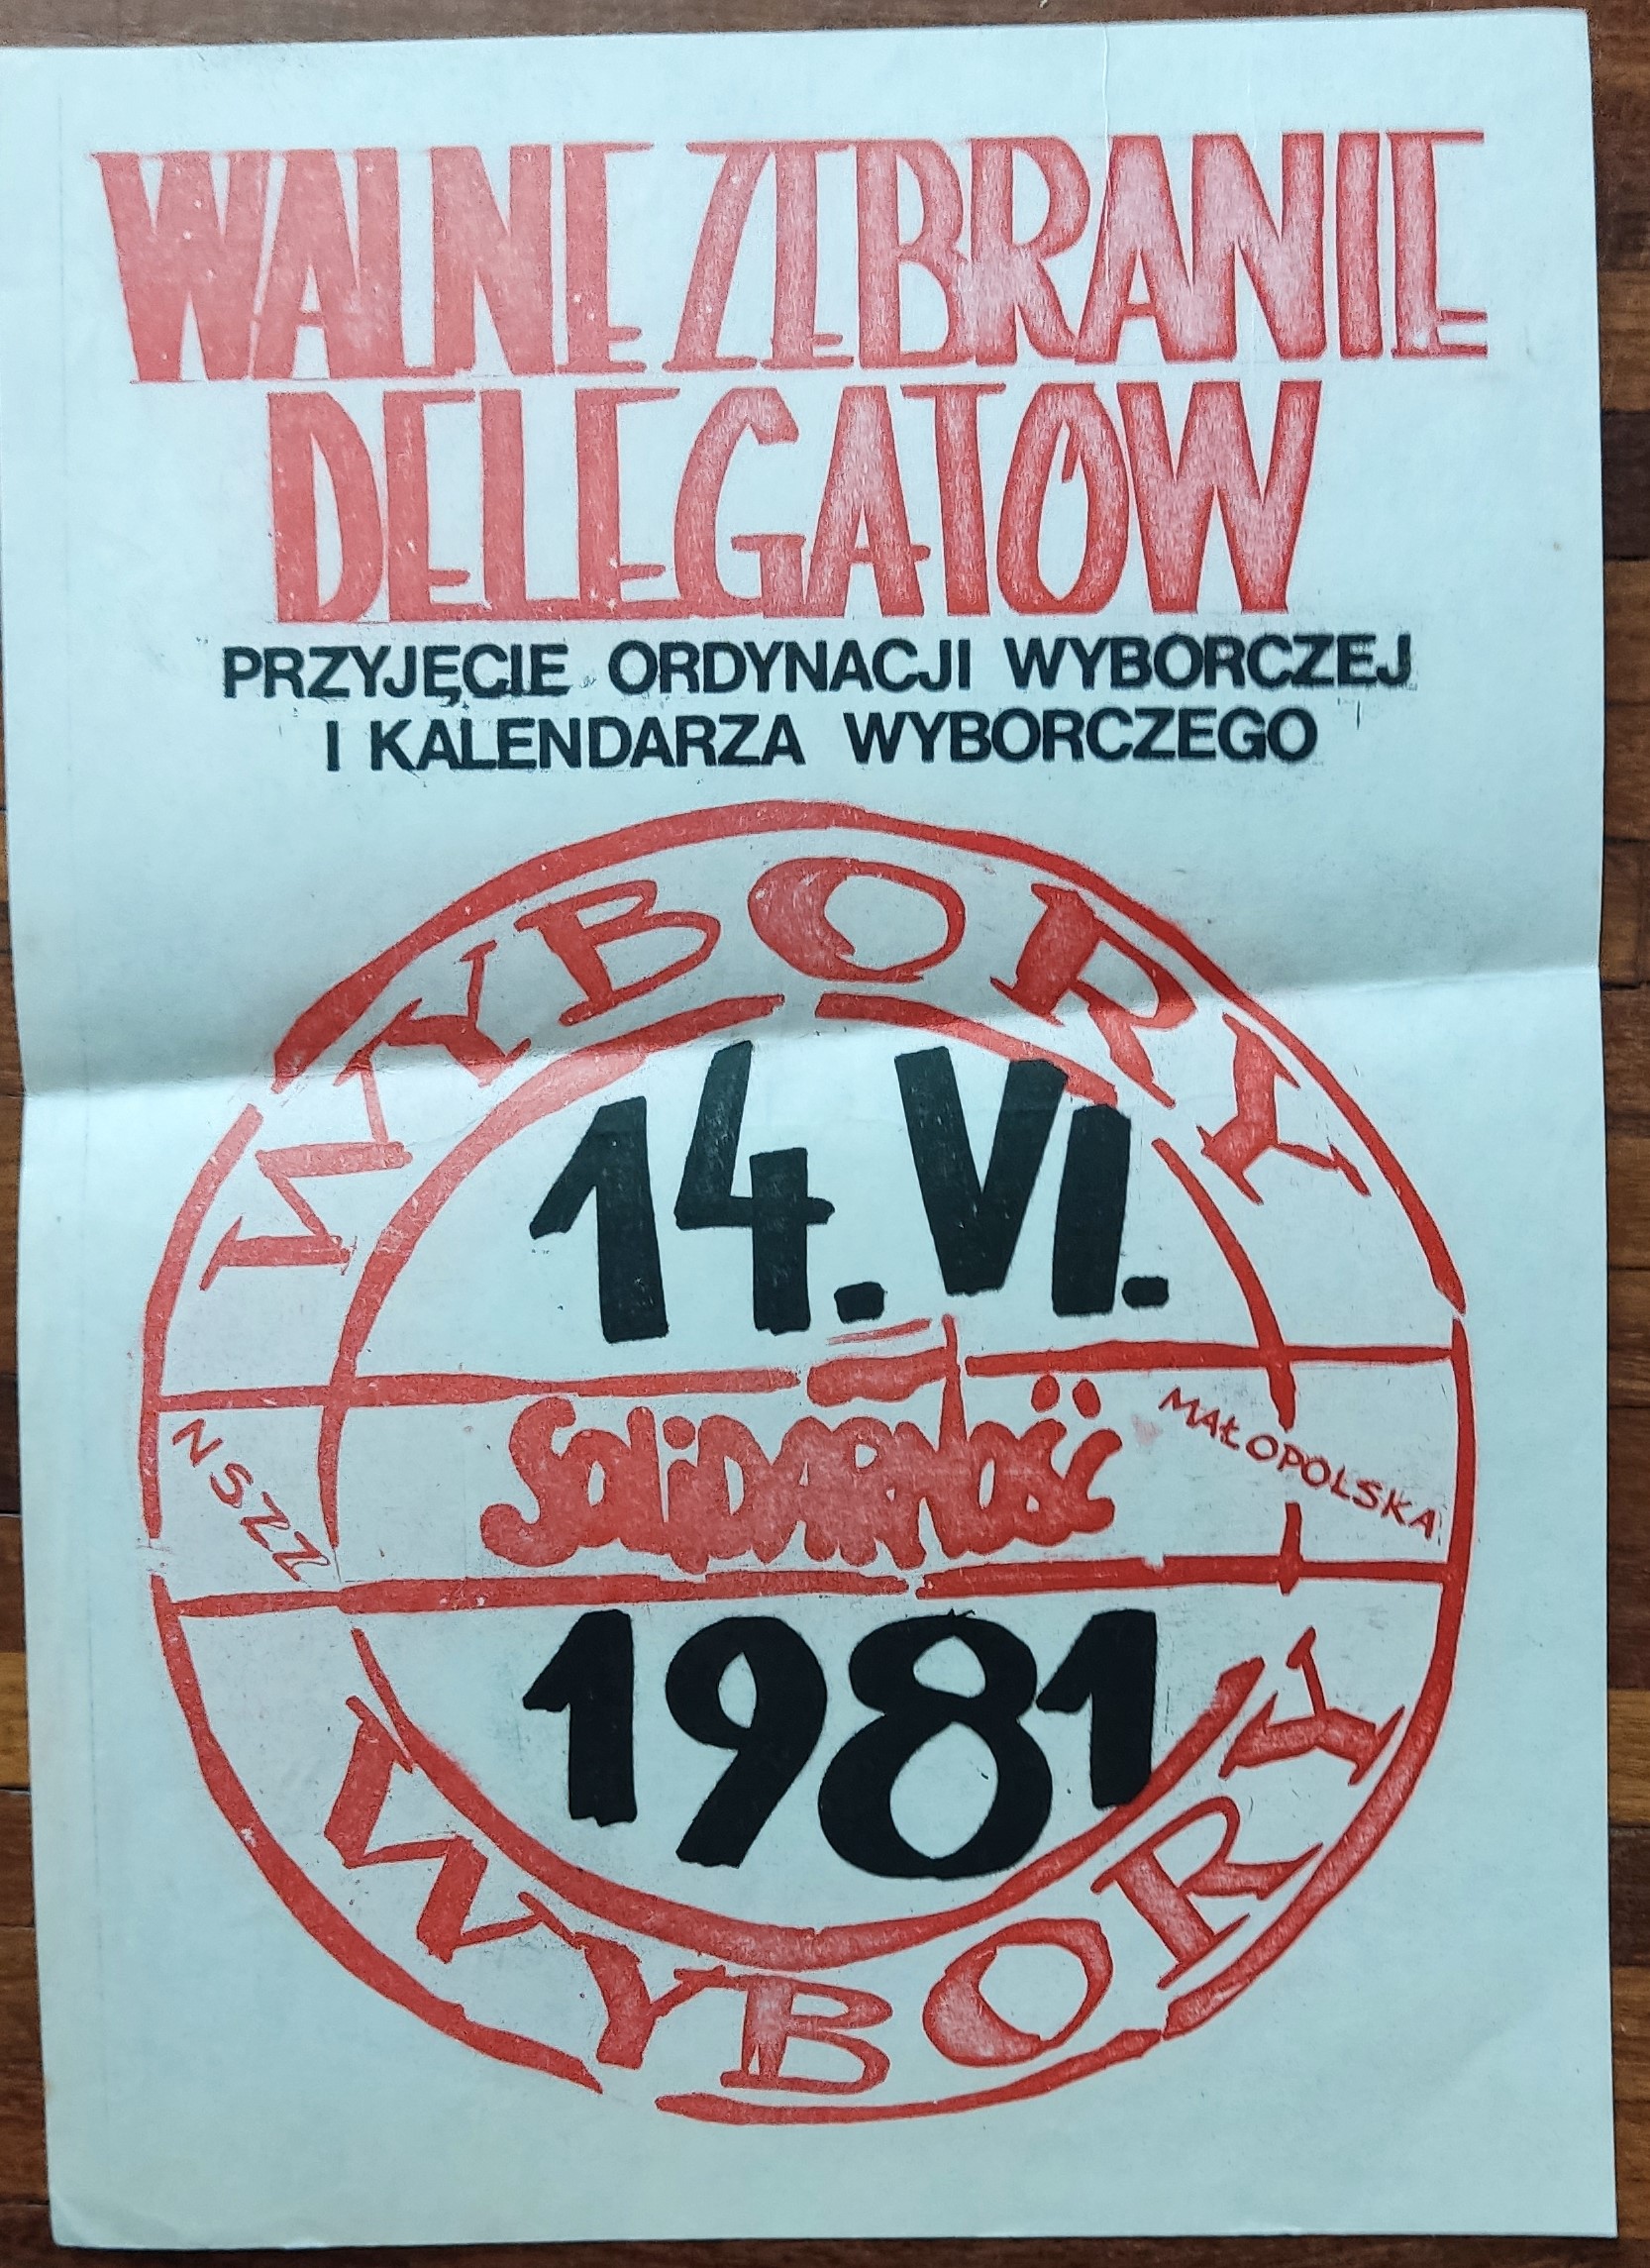 WALNE ZEBRANIE
DELEGATÓW
PRZYJĘCIE ORDYNACJI WYBORCZEJ
I KALENDARZA WYBORCZEGO
WYBORY
14. VI.
NSZZ
SOLIDARNOŚĆ
MAŁOPOLSKA
1981
WYBORY